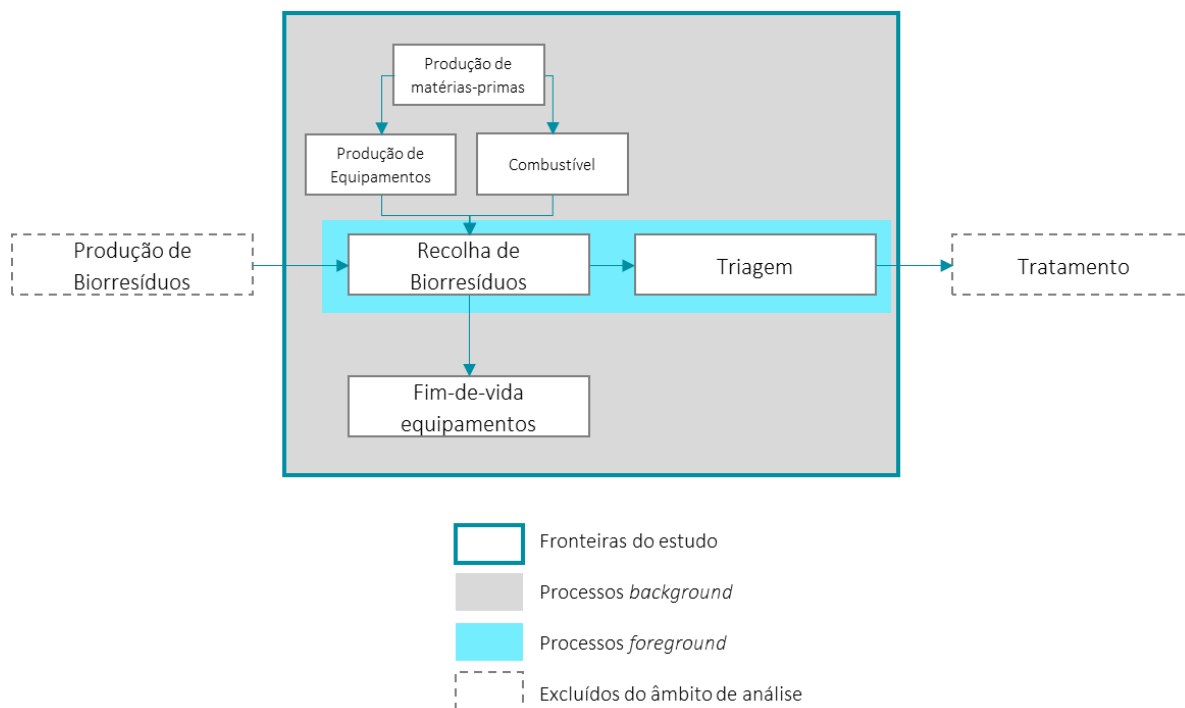 Produção de
matérias-primas
Produção de
Equipamentos
Combustível
Produção de
Biorresíduos
Recolha de
Biorresíduos
Triagem
Tratamento
Fim-de-vida
equipamentos
Fronteiras do estudo
Processos background
Processos foreground
Excluídos do âmbito de análise